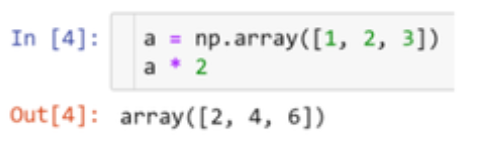 In [4]: a = np.array([1, 2, 3])
a * 2
Out[4]: array([2, 4, 6])